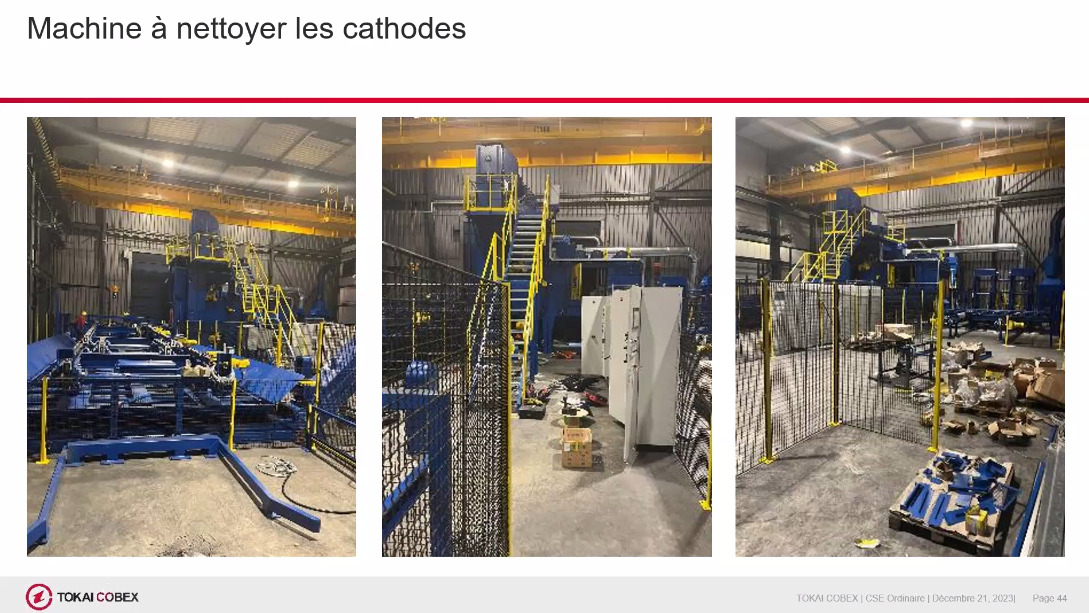 Machine à nettoyer les cathodes
TOKAI COBEX
TOKAI COBEX | CSE Ordinaire | Décembre 21, 2023| Page 44